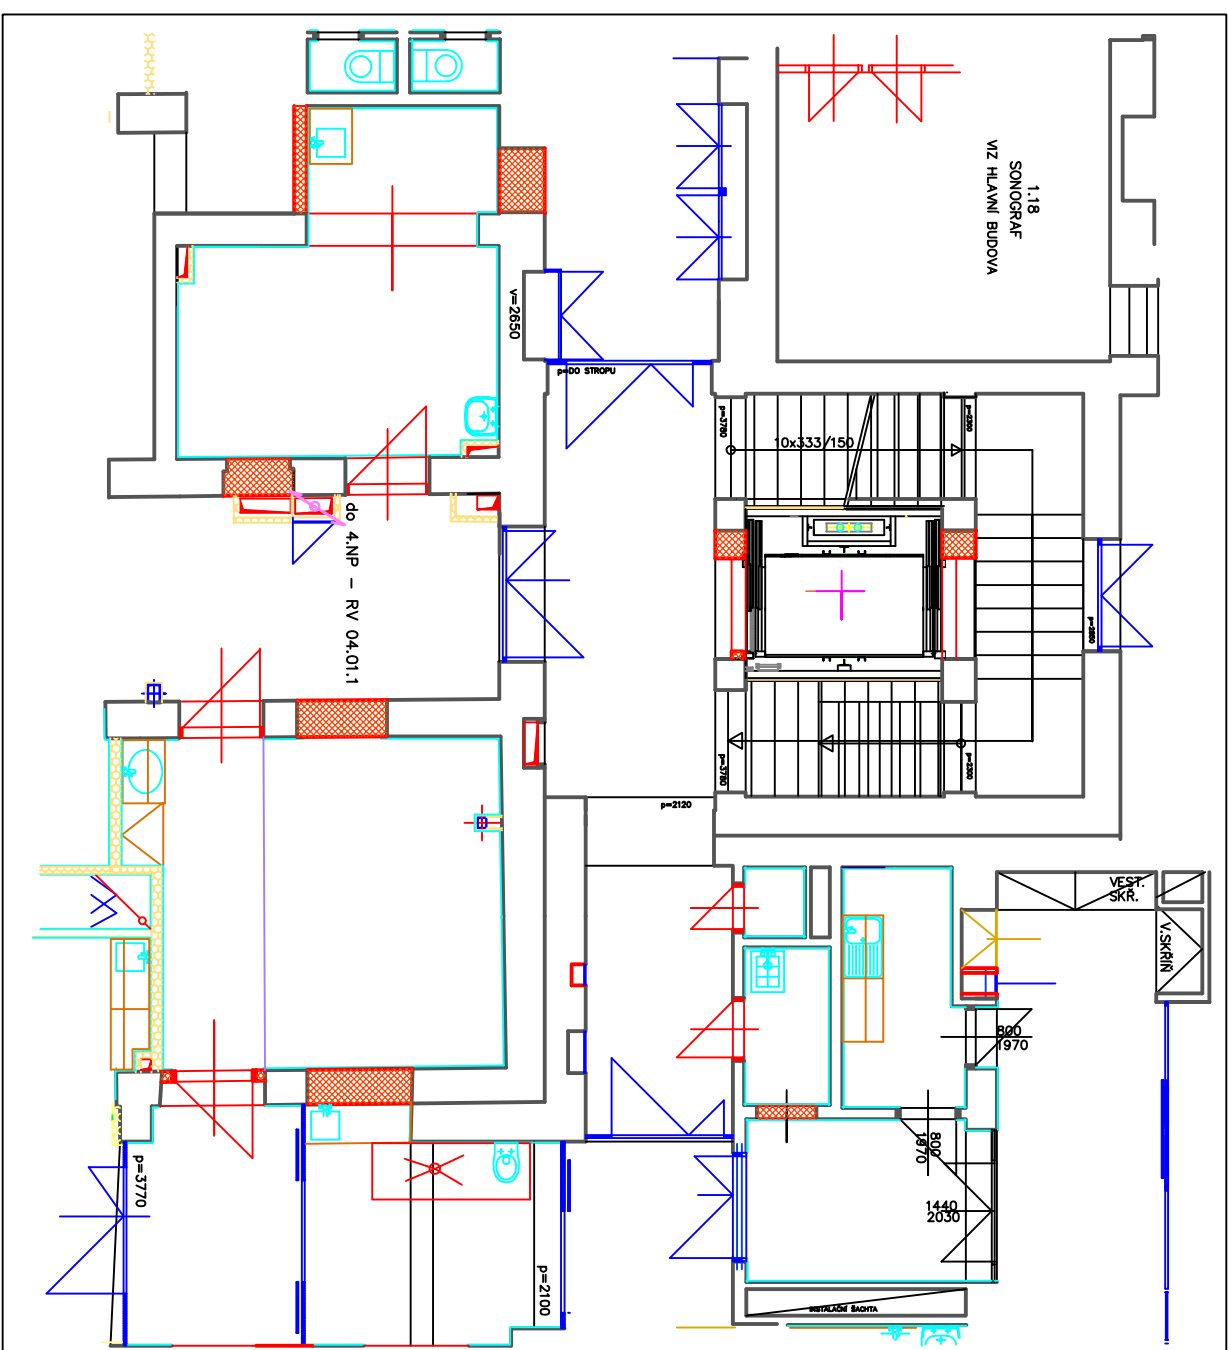 1.18
SONOGRAF
VIZ HLAVNÍ BUDOVA
v=2650
p=DO STROPU
p=3780
p=2300
10x333/150
do 4.NP – RV 04.01.1
p=2880
p=3780
p=2300
p=2120
VEST.
SKŘ.
V.SKŘÍŇ
800
1970
800
1970
1440
2030
p=3770
p=2100
INSTALAČNÍ ŠACHTA